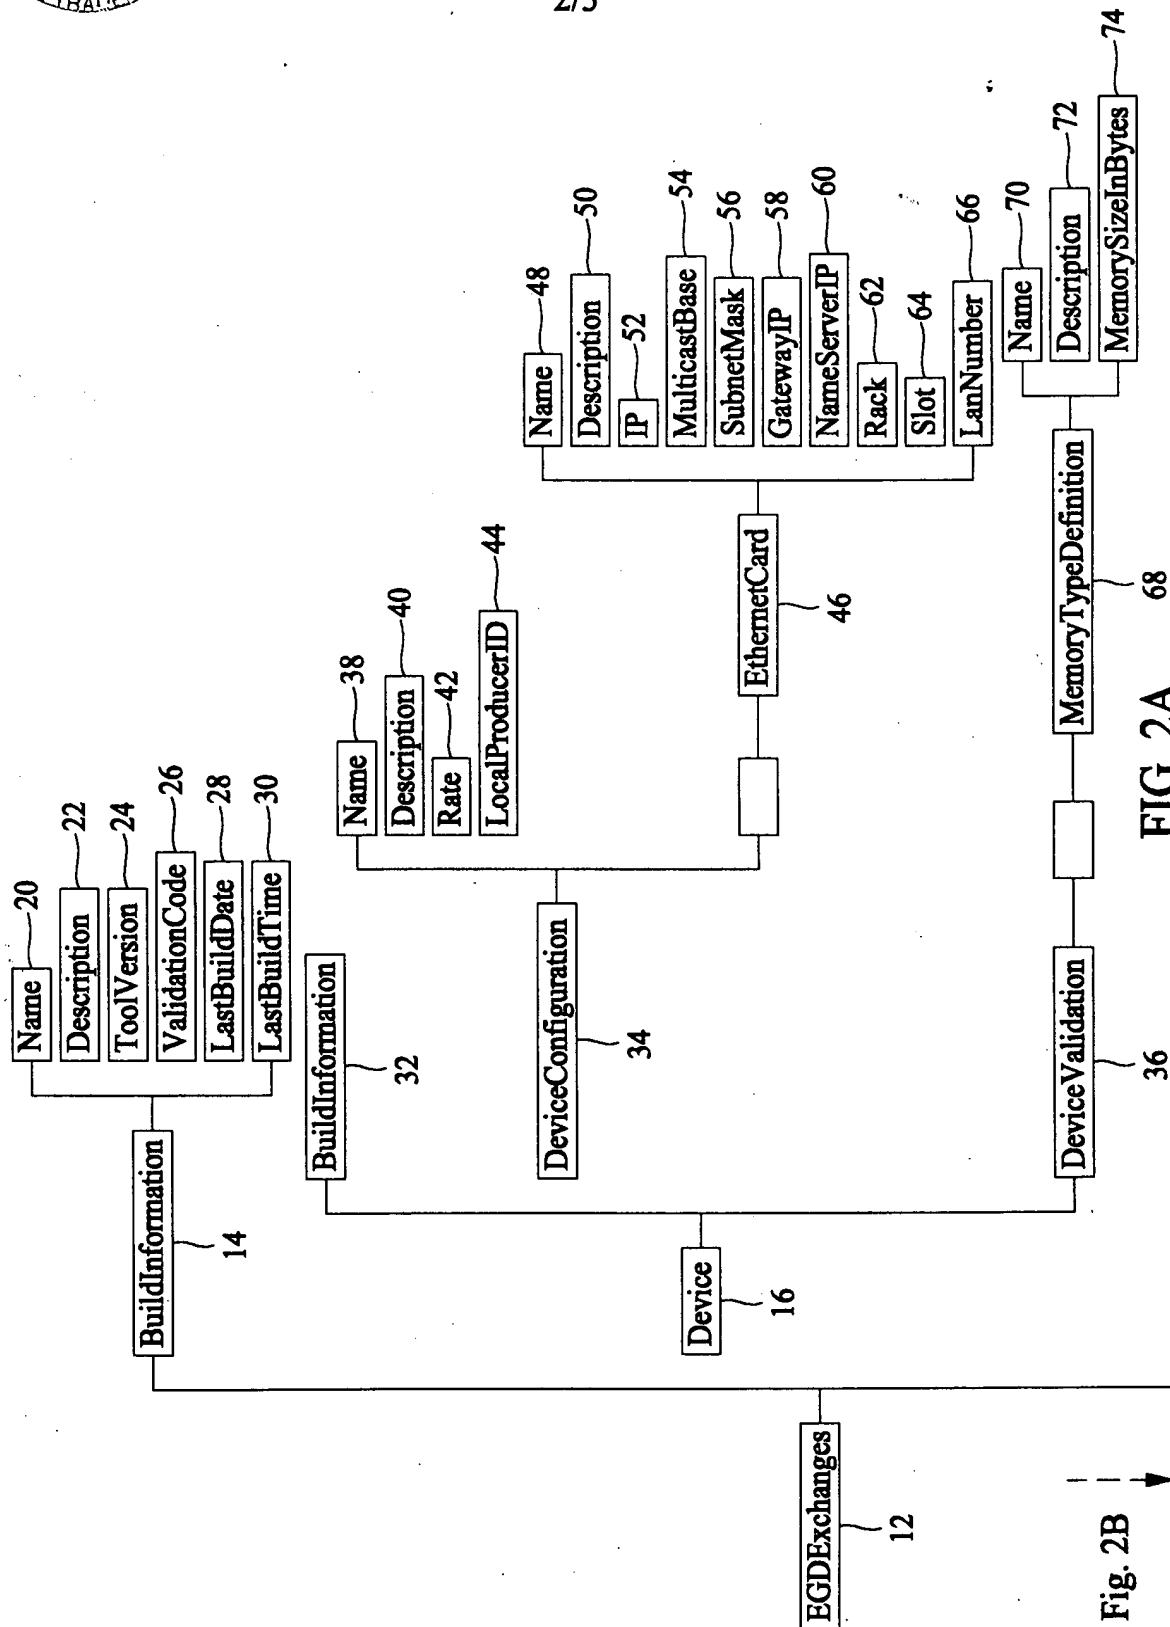 2/5
Name 20
Description 22
ToolVersion 24
ValidationCode 26
LastBuildDate 28
LastBuildTime 30
BuildInformation
14
BuildInformation
32
Name 38
Description 40
Rate 42
LocalProducerID 44
DeviceConfiguration
34
Name 48
Description 50
IP 52
MulticastBase 54
SubnetMask 56
GatewayIP 58
NameServerIP 60
Rack 62
Slot 64
LanNumber 66
EthernetCard
46
Device
16
Name 70
Description 72
MemorySizeInBytes 74
MemoryTypeDefinition
68
DeviceValidation
36
EGDExchanges
12
Fig. 2B
FIG. 2A